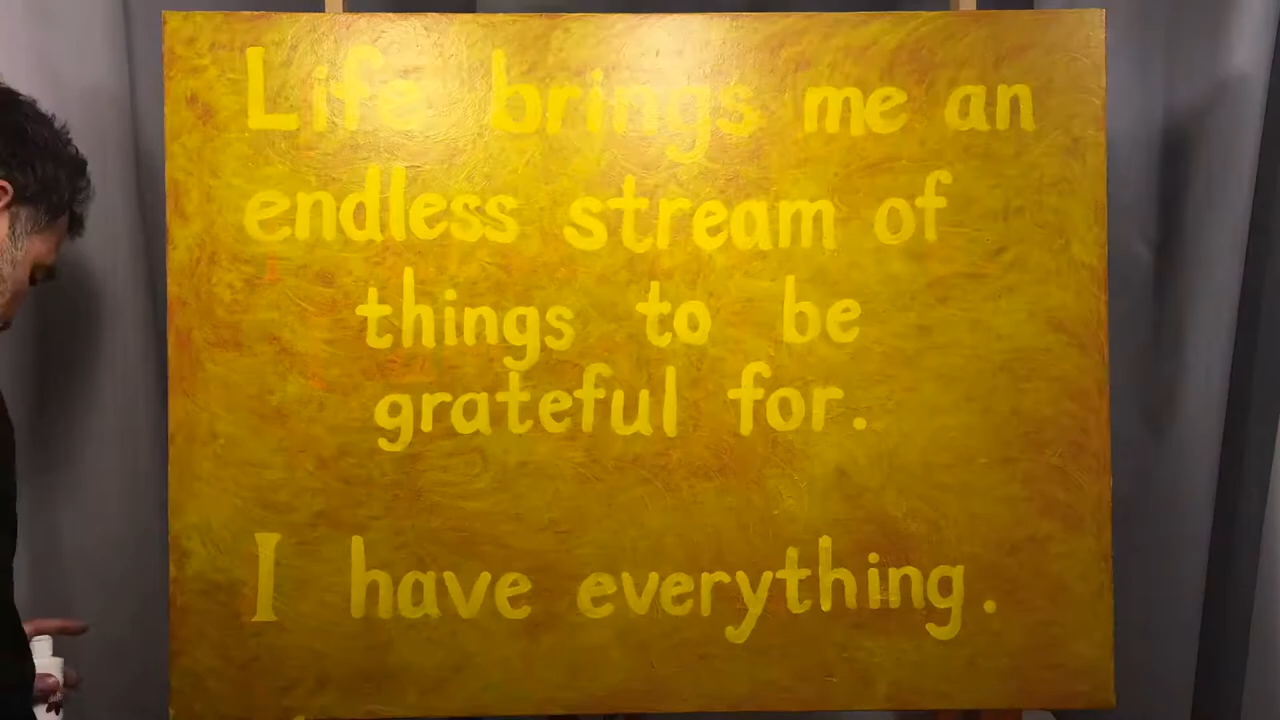 Life brings me an
endless stream of
things to be
grateful for.
I have everything.